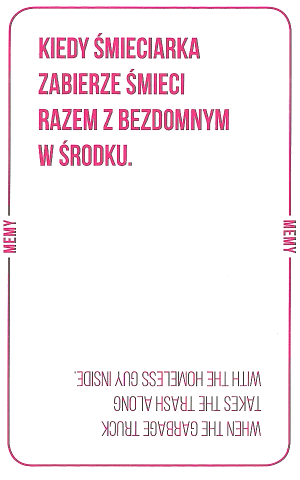 KIEDY ŚMIECIARKA
ZABIERZE ŚMIECI
RAZEM Z BEZDOMNYM
W ŚRODKU.
MEMY
MEMY
WHEN THE GARBAGE TRUCK
TAKES THE TRASH ALONG
WITH THE HOMELESS GUY INSIDE.